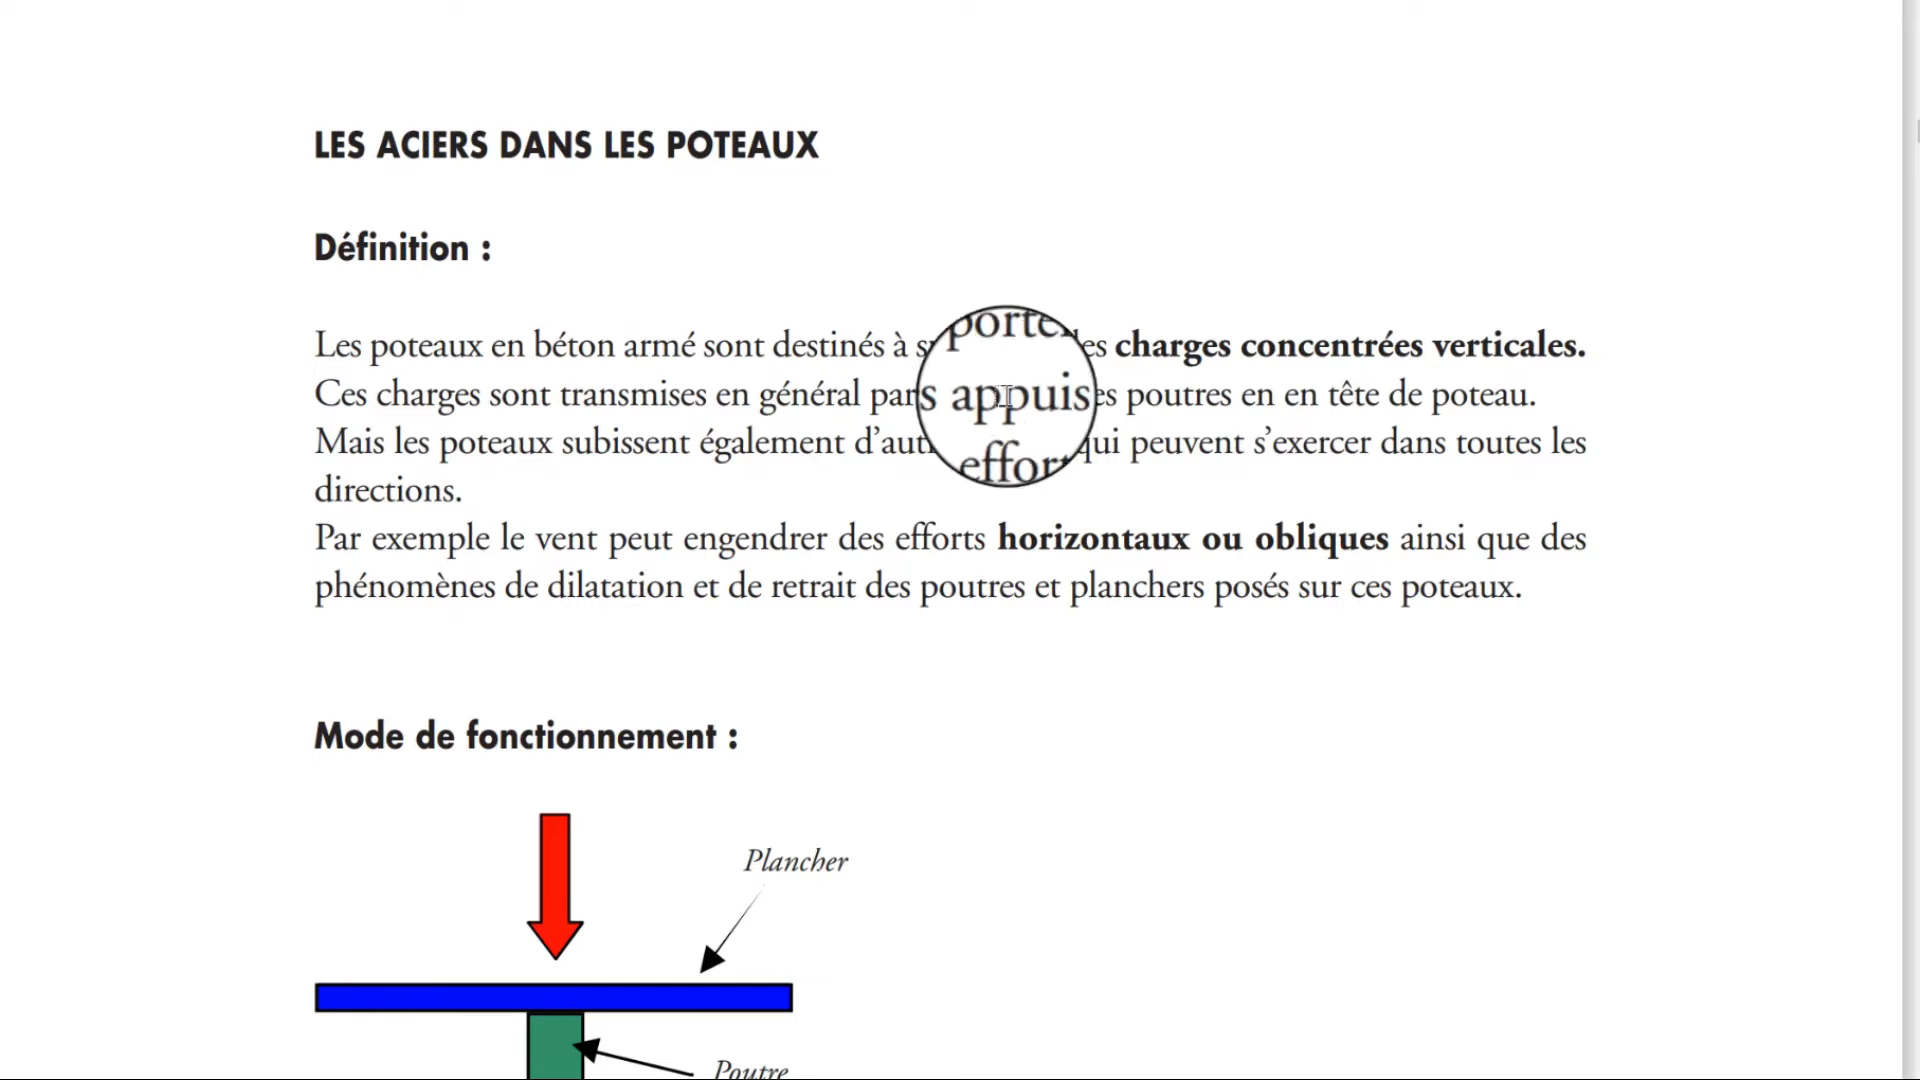 LES ACIERS DANS LES POTEAUX
Définition :
Les poteaux en béton armé sont destinés à porte es charges concentrées verticales.
Ces charges sont transmises en général par s appuis es poutres en en tête de poteau.
Mais les poteaux subissent également d'aut effort qui peuvent s'exercer dans toutes les
directions.
Par exemple le vent peut engendrer des efforts horizontaux ou obliques ainsi que des
phénomènes de dilatation et de retrait des poutres et planchers posés sur ces poteaux.
Mode de fonctionnement :
Plancher
Poutre